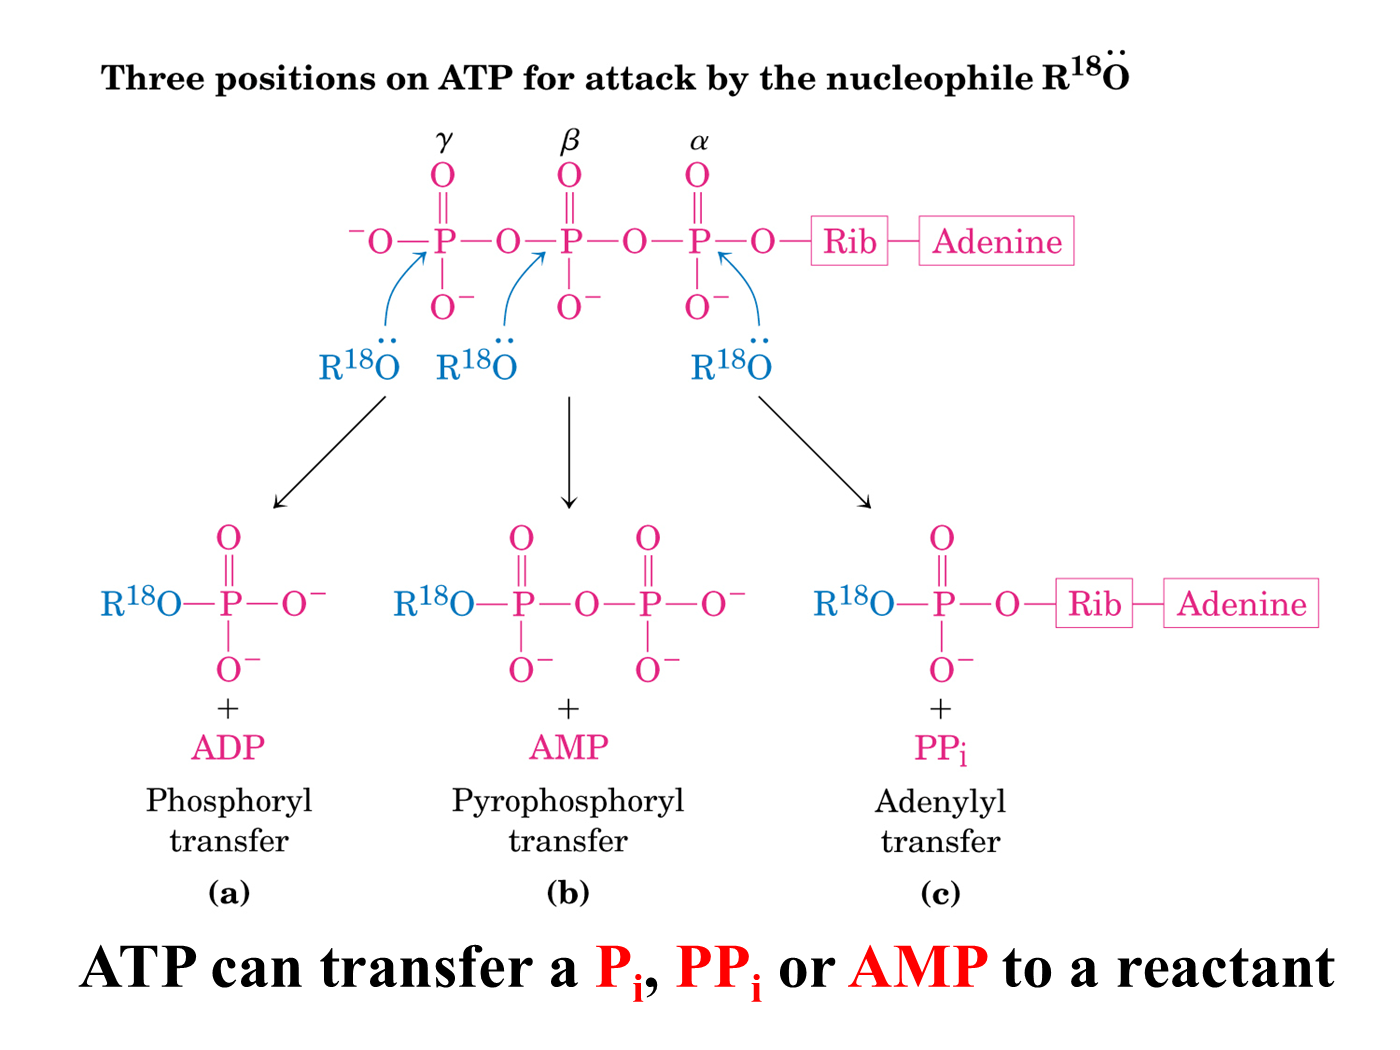 Three positions on ATP for attack by the nucleophile R¹⁸Ö
γ β α
O O O
⁻O—P—O—P—O—P—O—Rib—Adenine
O⁻ O⁻ O⁻
R¹⁸Ö R¹⁸Ö R¹⁸Ö
O O O O
R¹⁸O—P—O⁻ R¹⁸O—P—O—P—O⁻ R¹⁸O—P—O—Rib—Adenine
O⁻ O⁻ O⁻ O⁻
+ + +
ADP AMP PPᵢ
Phosphoryl Pyrophosphoryl Adenylyl
transfer transfer transfer
(a) (b) (c)
ATP can transfer a Pᵢ, PPᵢ or AMP to a reactant